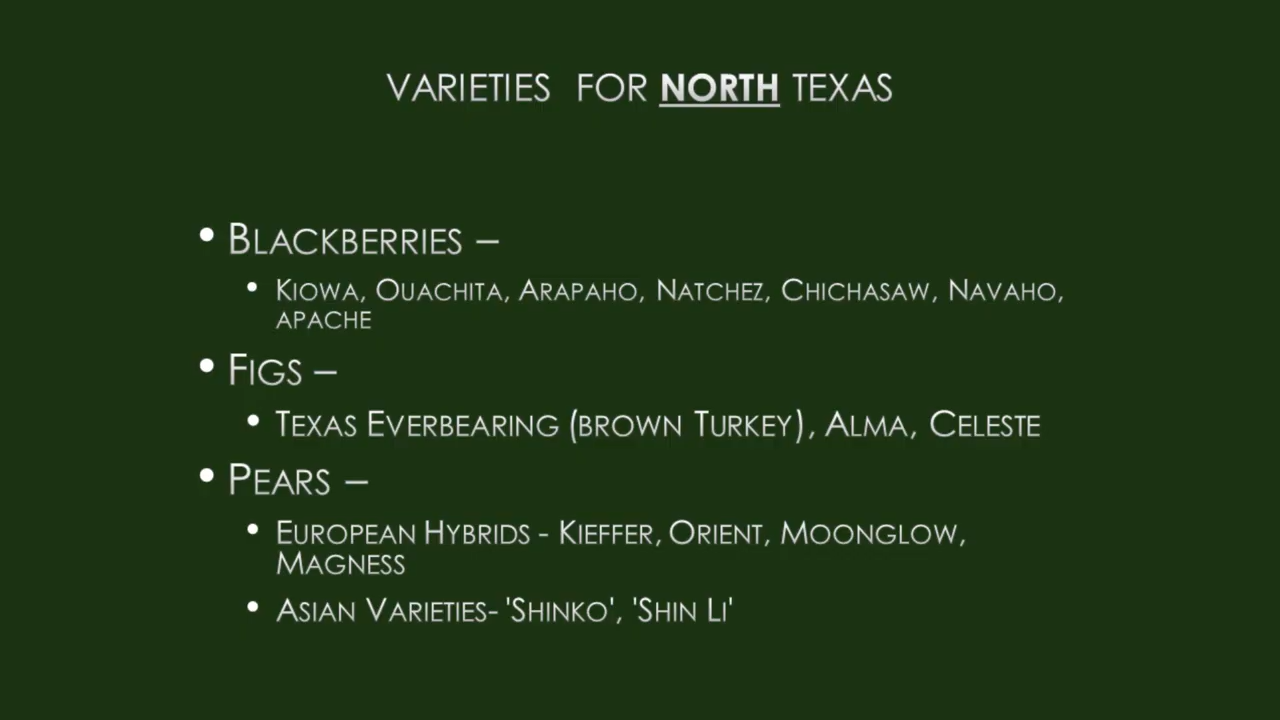 VARIETIES FOR NORTH TEXAS
• BLACKBERRIES –
• KIOWA, OUACHITA, ARAPAHO, NATCHEZ, CHICHASAW, NAVAHO,
APACHE
• FIGS –
• TEXAS EVERBEARING (BROWN TURKEY), ALMA, CELESTE
• PEARS –
• EUROPEAN HYBRIDS - KIEFFER, ORIENT, MOONGLOW,
MAGNESS
• ASIAN VARIETIES- 'SHINKO', 'SHIN LI'